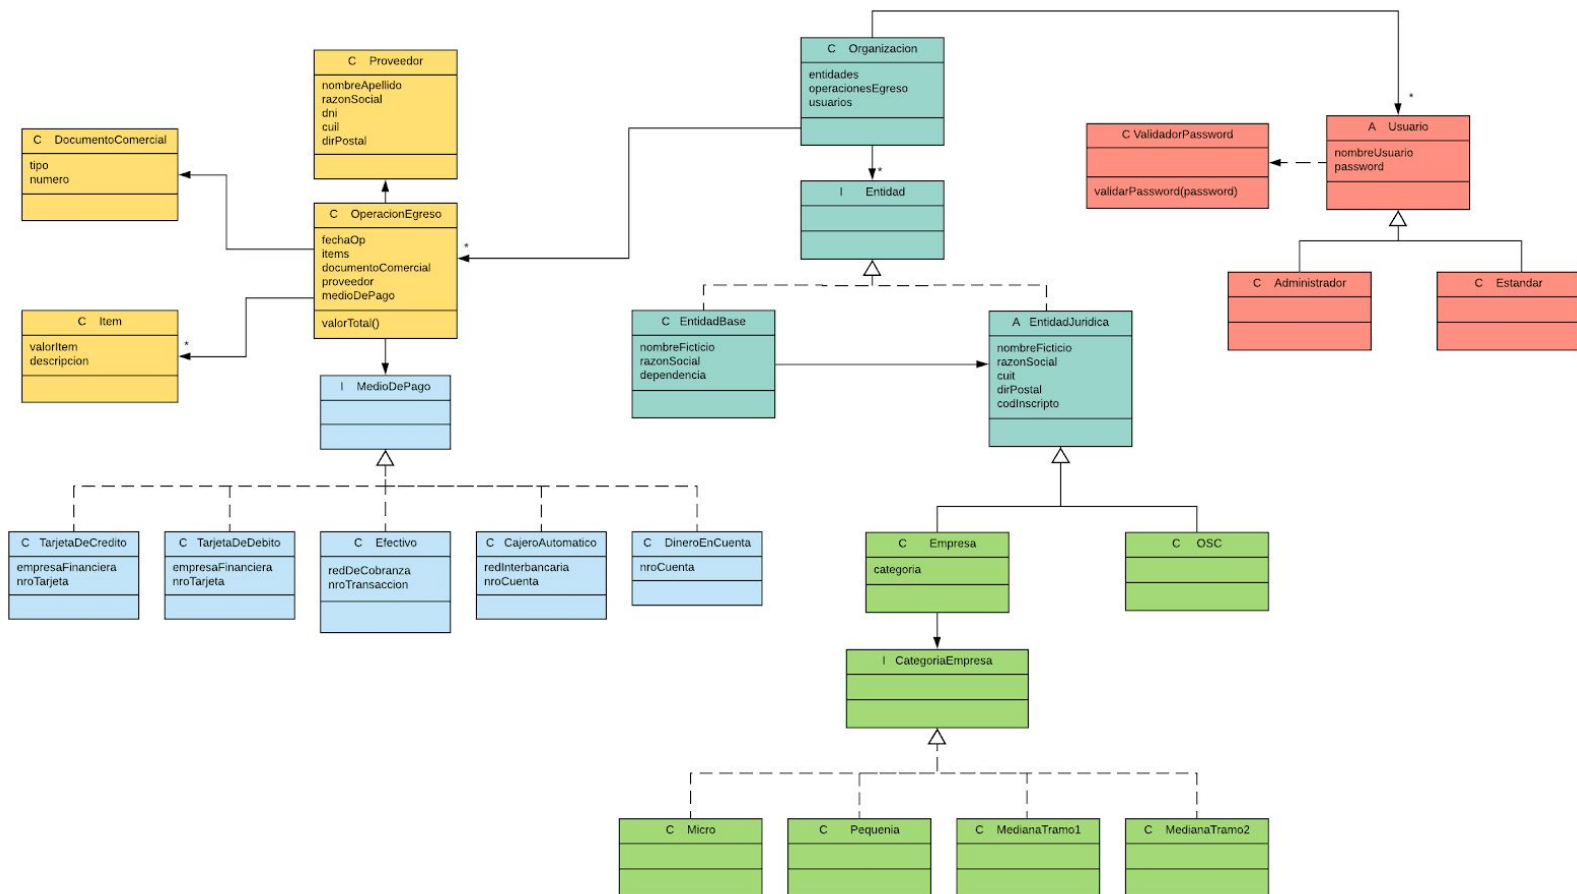 C Organizacion
entidades
operacionesEgreso
usuarios
C Proveedor
nombreApellido
razonSocial
dni
cuil
dirPostal
*
C DocumentoComercial
tipo
numero
C ValidadorPassword
validarPassword(password)
A Usuario
nombreUsuario
password
*
I Entidad
C OperacionEgreso
fechaOp
items
documentoComercial
proveedor
medioDePago
valorTotal()
*
C Administrador
C Estandar
C Item
valorItem
descripcion
*
C EntidadBase
nombreFicticio
razonSocial
dependencia
A EntidadJuridica
nombreFicticio
razonSocial
cuit
dirPostal
codInscripto
I MedioDePago
C TarjetaDeCredito
empresaFinanciera
nroTarjeta
C TarjetaDeDebito
empresaFinanciera
nroTarjeta
C Efectivo
redDeCobranza
nroTransaccion
C CajeroAutomatico
redInterbancaria
nroCuenta
C DineroEnCuenta
nroCuenta
C Empresa
categoria
C OSC
I CategoriaEmpresa
C Micro
C Pequenia
C MedianaTramo1
C MedianaTramo2